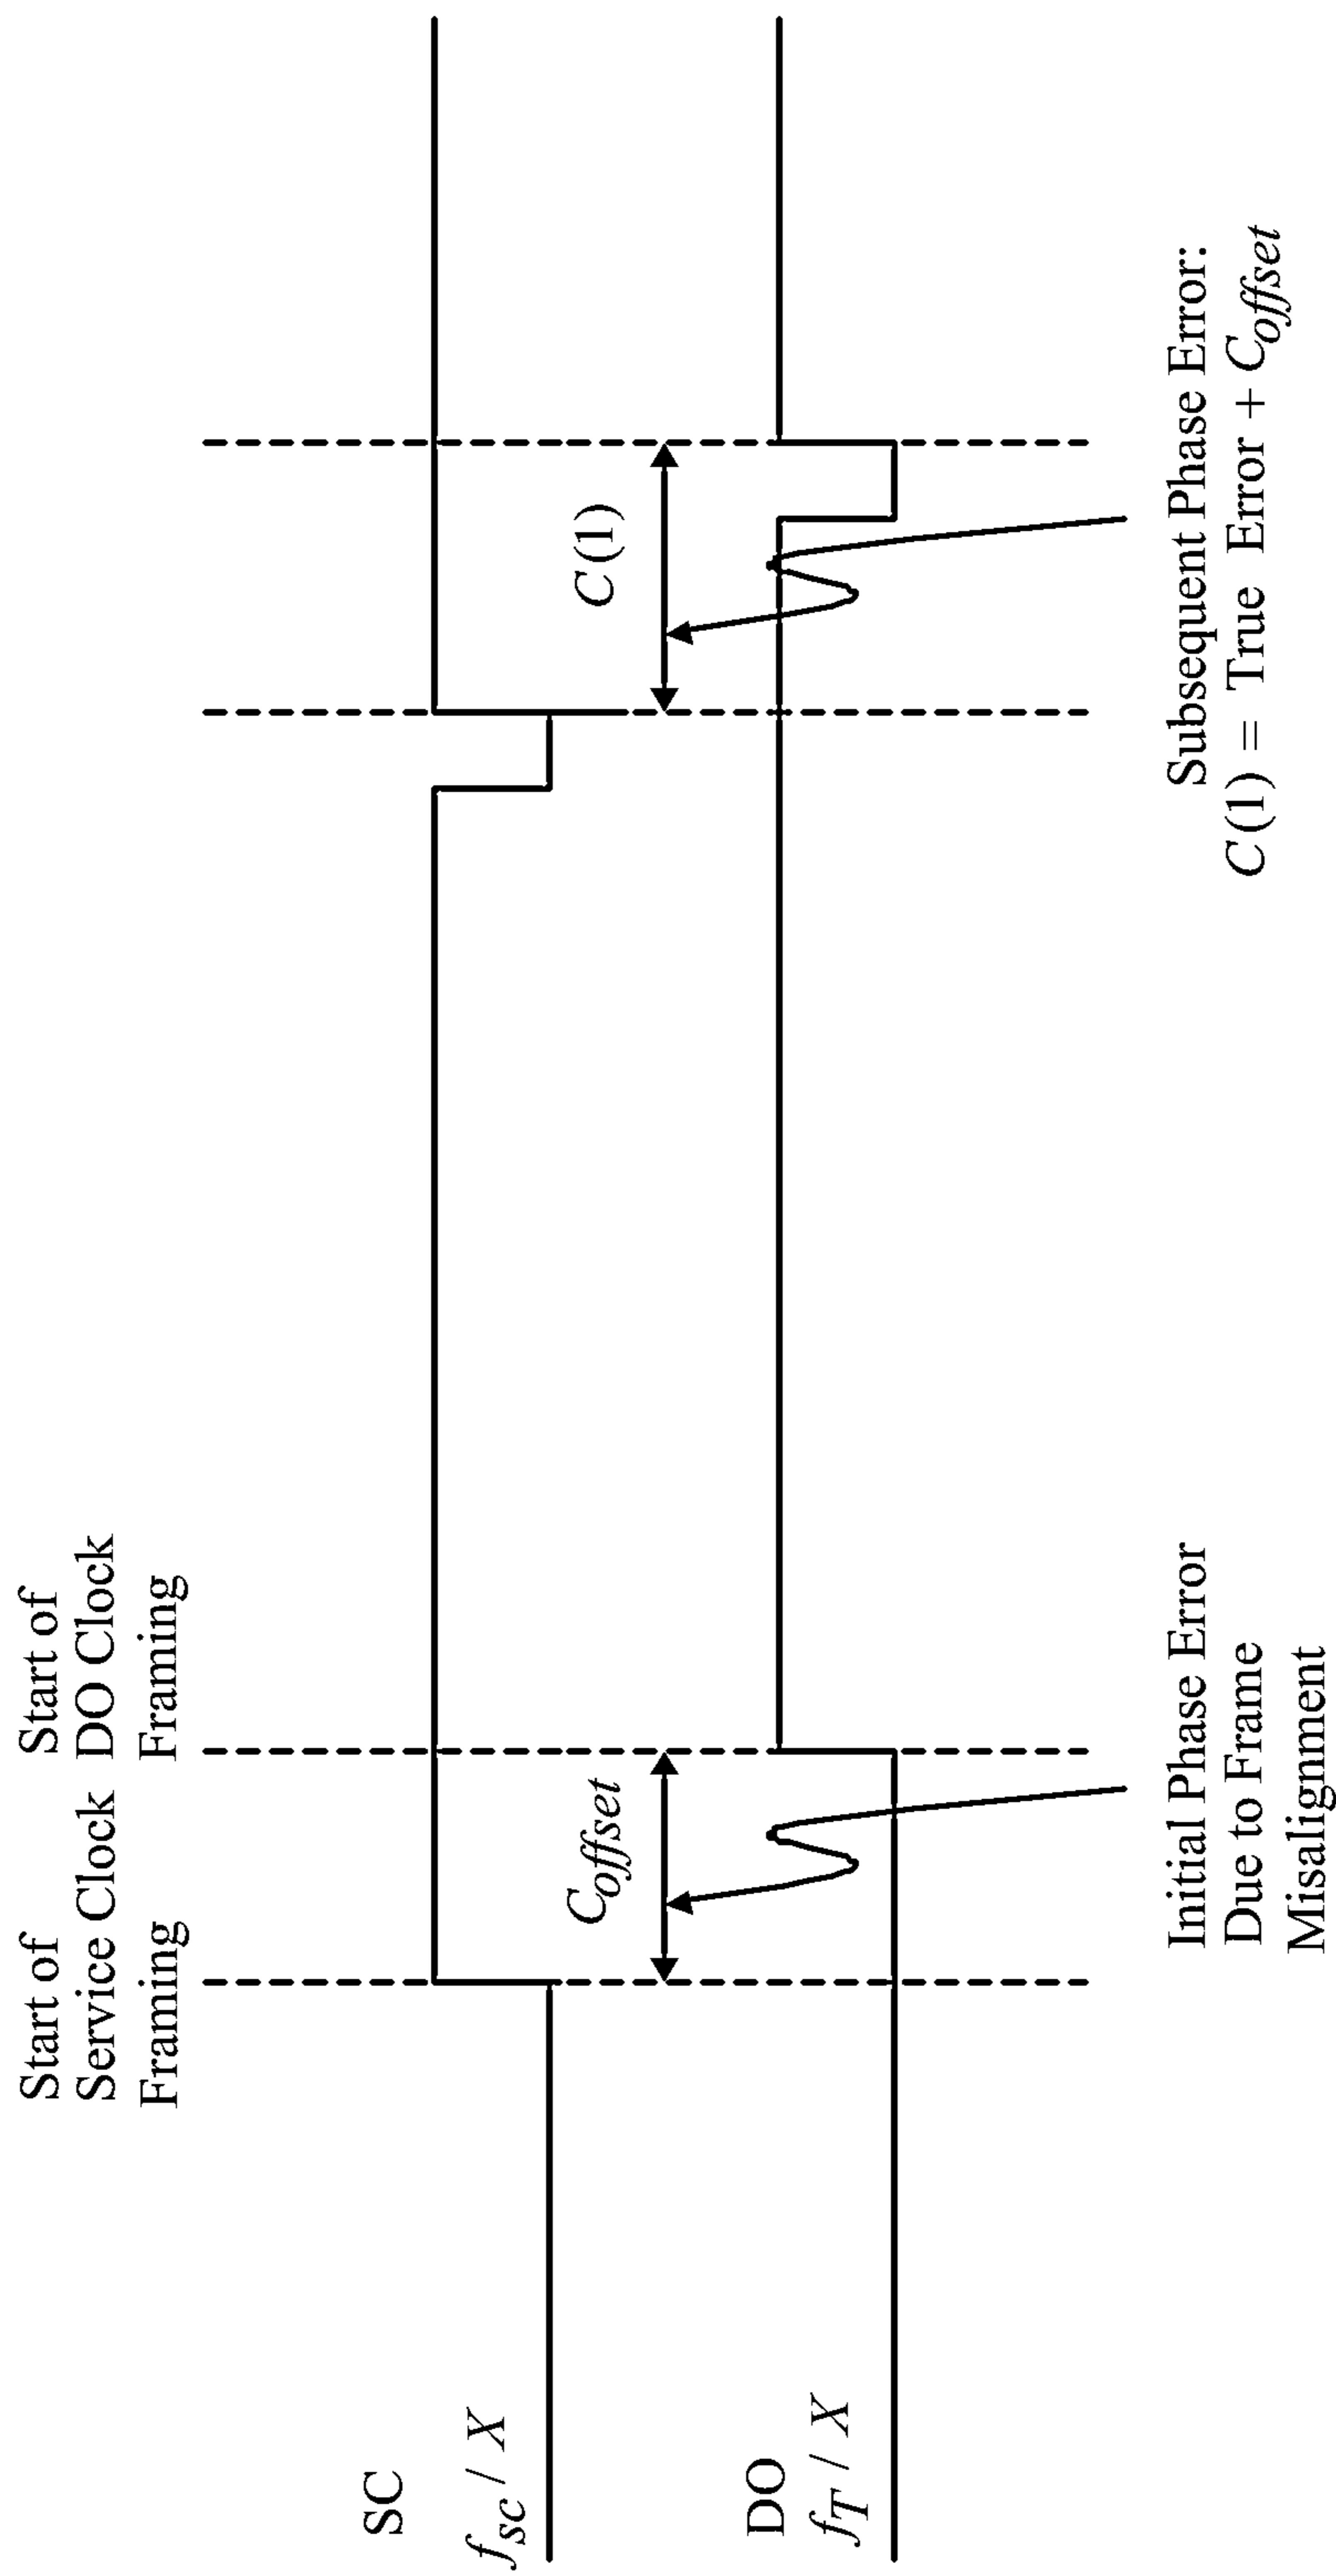 Start of
Service Clock
Framing
Start of
DO Clock
Framing
SC
f_sc / X
C_offset
C(1)
DO
f_T / X
Initial Phase Error
Due to Frame
Misalignment
Subsequent Phase Error:
C(1) = True Error + C_offset